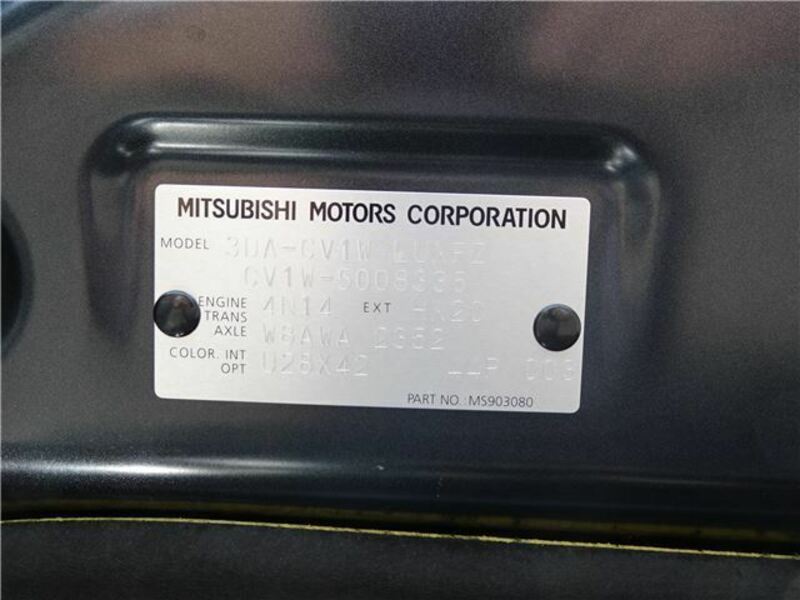 MITSUBISHI MOTORS CORPORATION
MODEL 3DA-CV1W
CV1W-5008335
ENGINE 4N14 EXT
TRANS
AXLE W8AWA 2352
COLOR. INT U28X42
OPT
PART NO. MS903080